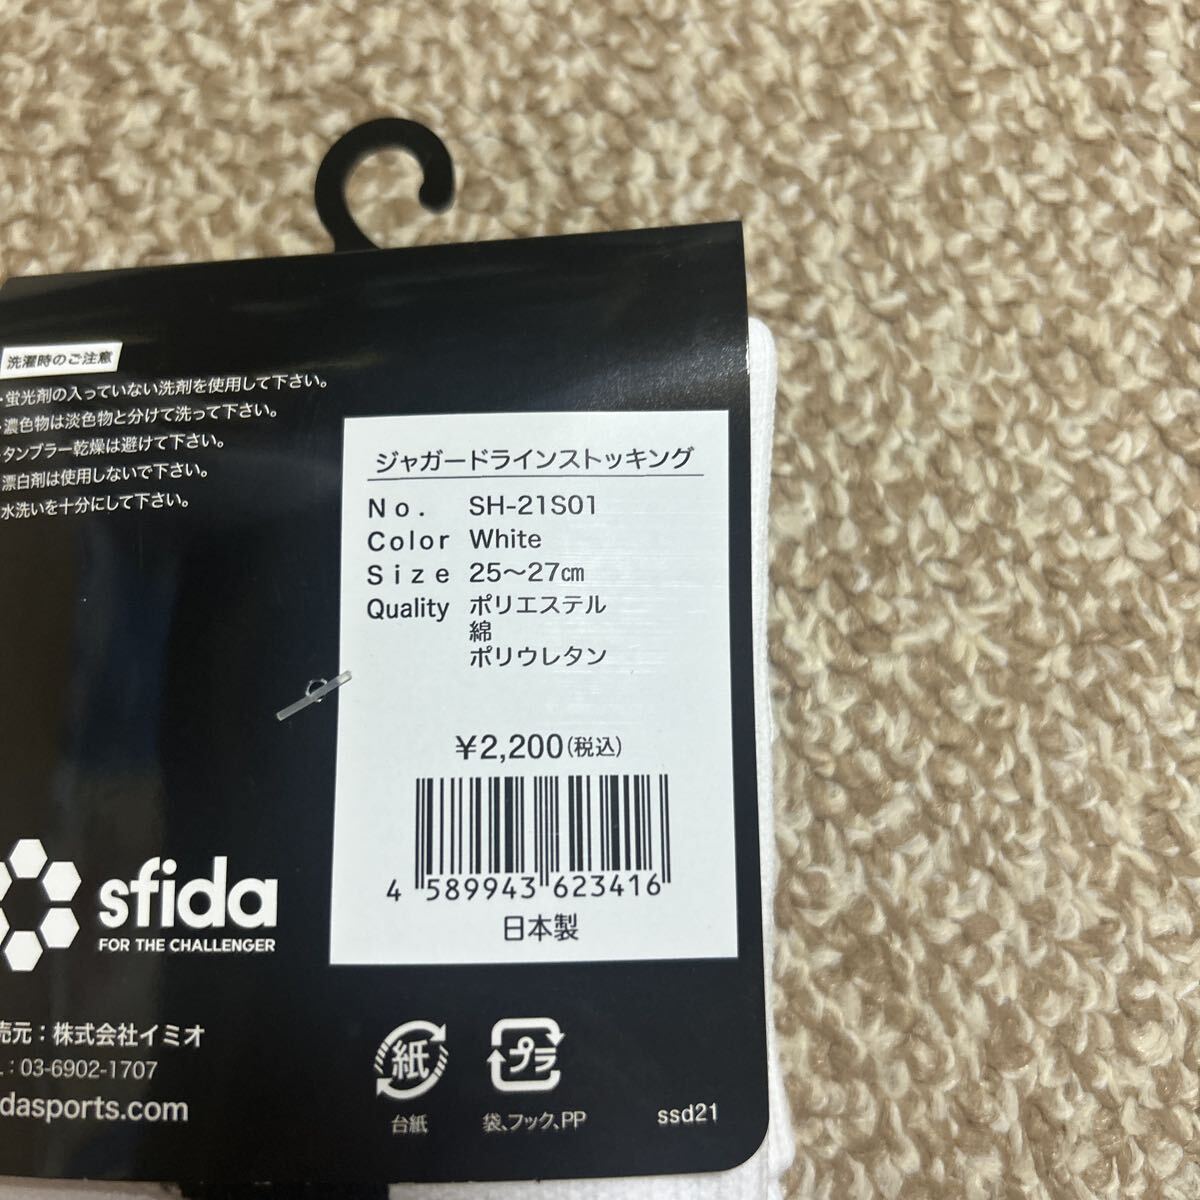 洗濯時のご注意
・蛍光剤の入っていない洗剤を使用して下さい。
・濃色物は淡色物と分けて洗って下さい。
・タンブラー乾燥は避けて下さい。
漂白剤は使用しないで下さい。
水洗いを十分にして下さい。
ジャガードラインストッキング
No. SH-21S01
Color White
Size 25〜27㎝
Quality ポリエステル
綿
ポリウレタン
¥2,200(税込)
4 589943 623416
日本製
sfida
FOR THE CHALLENGER
売元：株式会社イミオ
: 03-6902-1707
dasports.com
紙
台紙
プラ
袋、フック、PP
ssd21